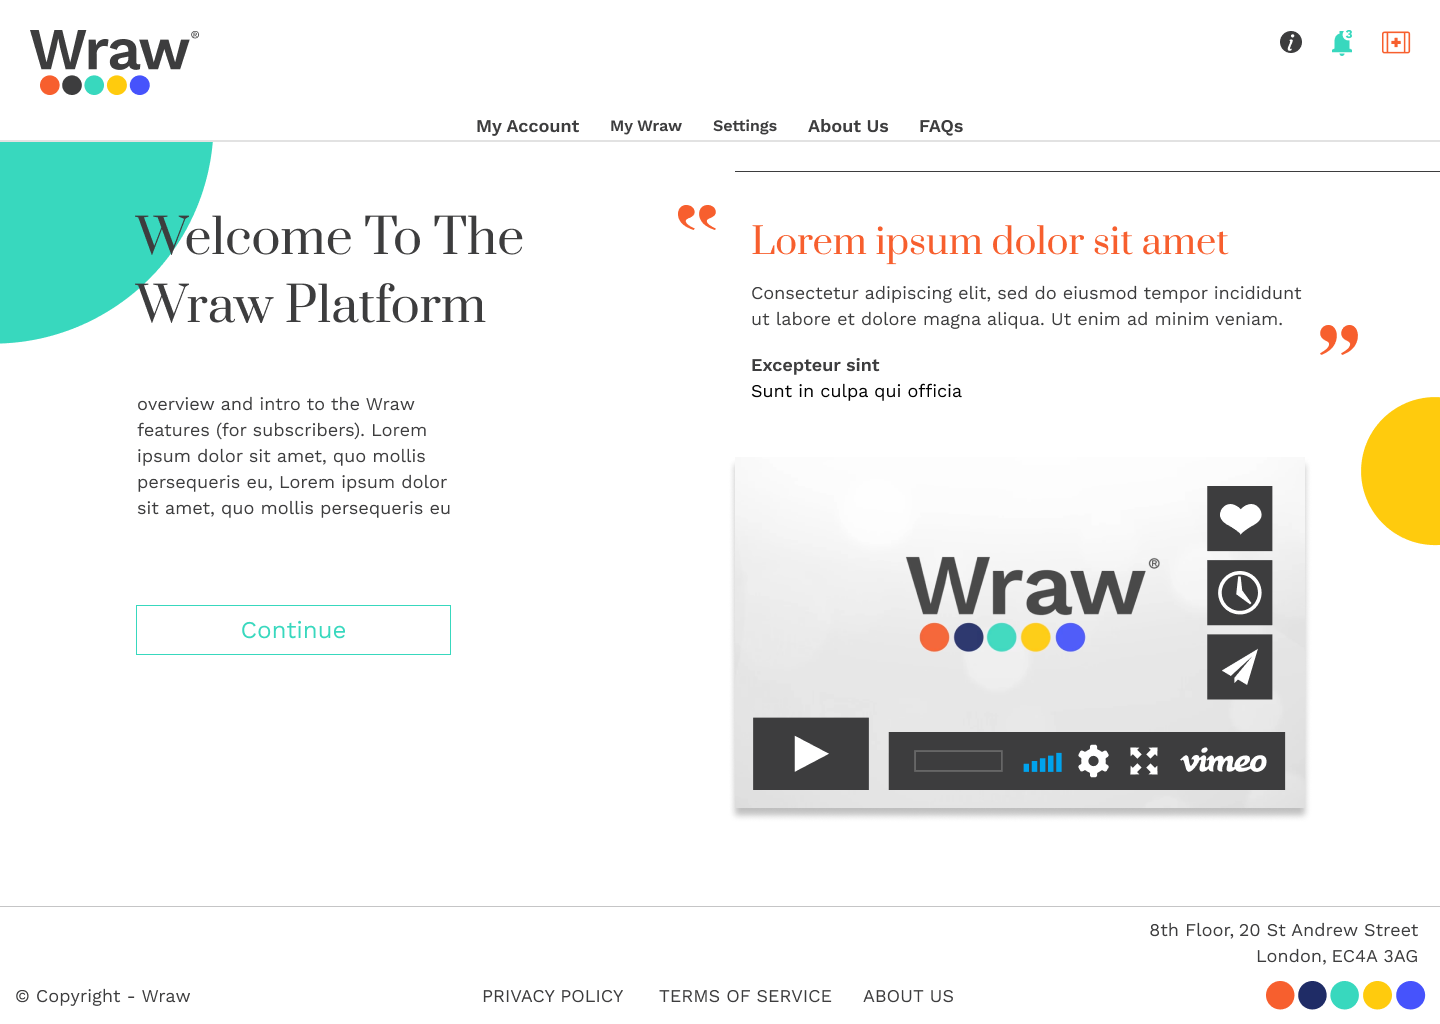 Wraw®
3
My Account My Wraw Settings About Us FAQs
Welcome To The
Wraw Platform
overview and intro to the Wraw
features (for subscribers). Lorem
ipsum dolor sit amet, quo mollis
persequeris eu, Lorem ipsum dolor
sit amet, quo mollis persequeris eu
Continue
“
Lorem ipsum dolor sit amet
Consectetur adipiscing elit, sed do eiusmod tempor incididunt
ut labore et dolore magna aliqua. Ut enim ad minim veniam.
”
Excepteur sint
Sunt in culpa qui officia
Wraw®
vimeo
8th Floor, 20 St Andrew Street
London, EC4A 3AG
© Copyright - Wraw
PRIVACY POLICY TERMS OF SERVICE ABOUT US